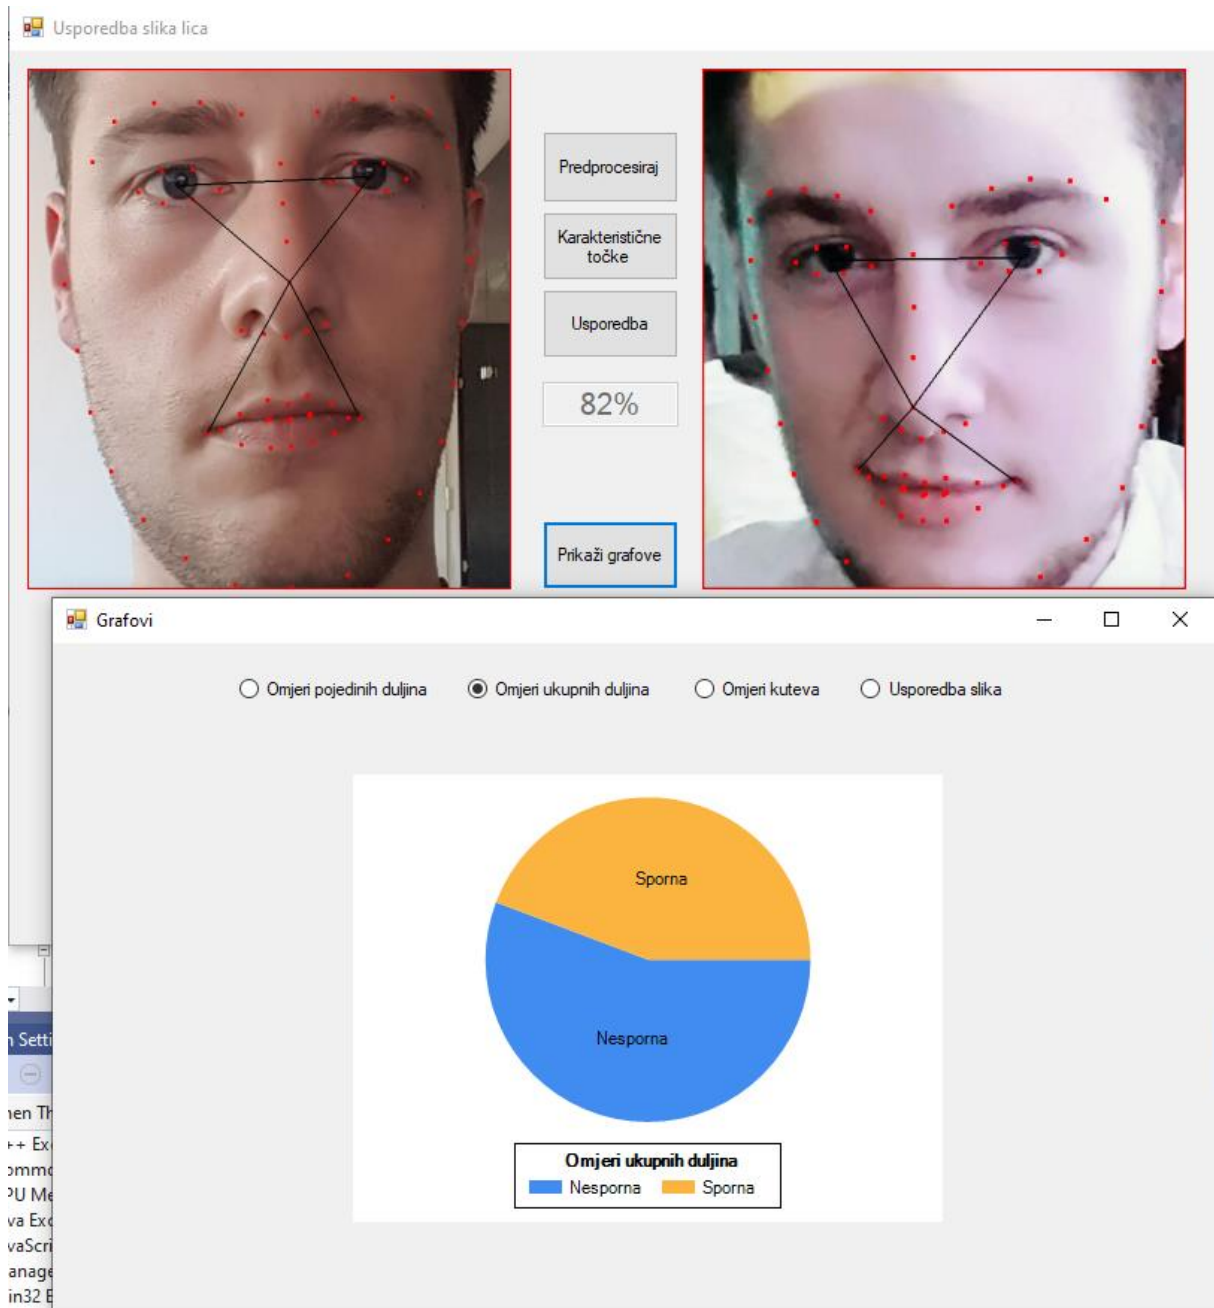 Usporedba slika lica
Predprocesiraj
Karakteristične
točke
Usporedba
82%
Prikaži grafove
Grafovi
Omjeri pojedinih duljina
Omjeri ukupnih duljina
Omjeri kuteva
Usporedba slika
Sporna
Nesporna
Omjeri ukupnih duljina
Nesporna
Sporna